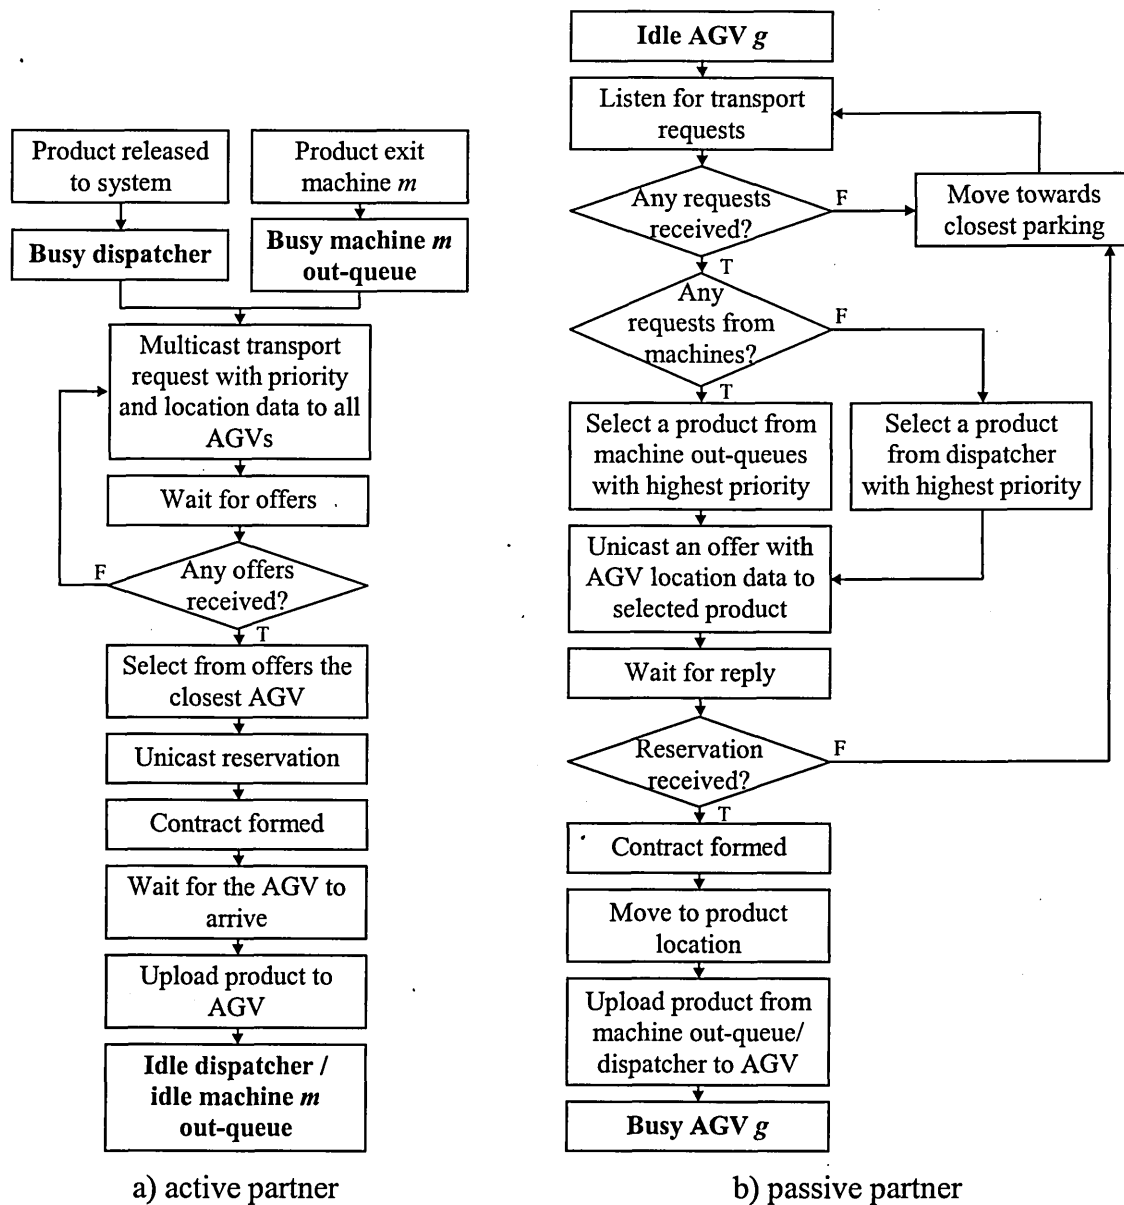 Product released
to system
Product exit
machine m
Busy dispatcher
Busy machine m
out-queue
Multicast transport
request with priority
and location data to all
AGVs
Wait for offers
Any offers
received?
F
T
Select from offers the
closest AGV
Unicast reservation
Contract formed
Wait for the AGV to
arrive
Upload product to
AGV
Idle dispatcher /
idle machine m
out-queue
a) active partner
Idle AGV g
Listen for transport
requests
Any requests
received?
F
Move towards
closest parking
T
Any
requests from
machines?
F
T
Select a product from
machine out-queues
with highest priority
Select a product
from dispatcher
with highest priority
Unicast an offer with
AGV location data to
selected product
Wait for reply
Reservation
received?
F
T
Contract formed
Move to product
location
Upload product from
machine out-queue/
dispatcher to AGV
Busy AGV g
b) passive partner